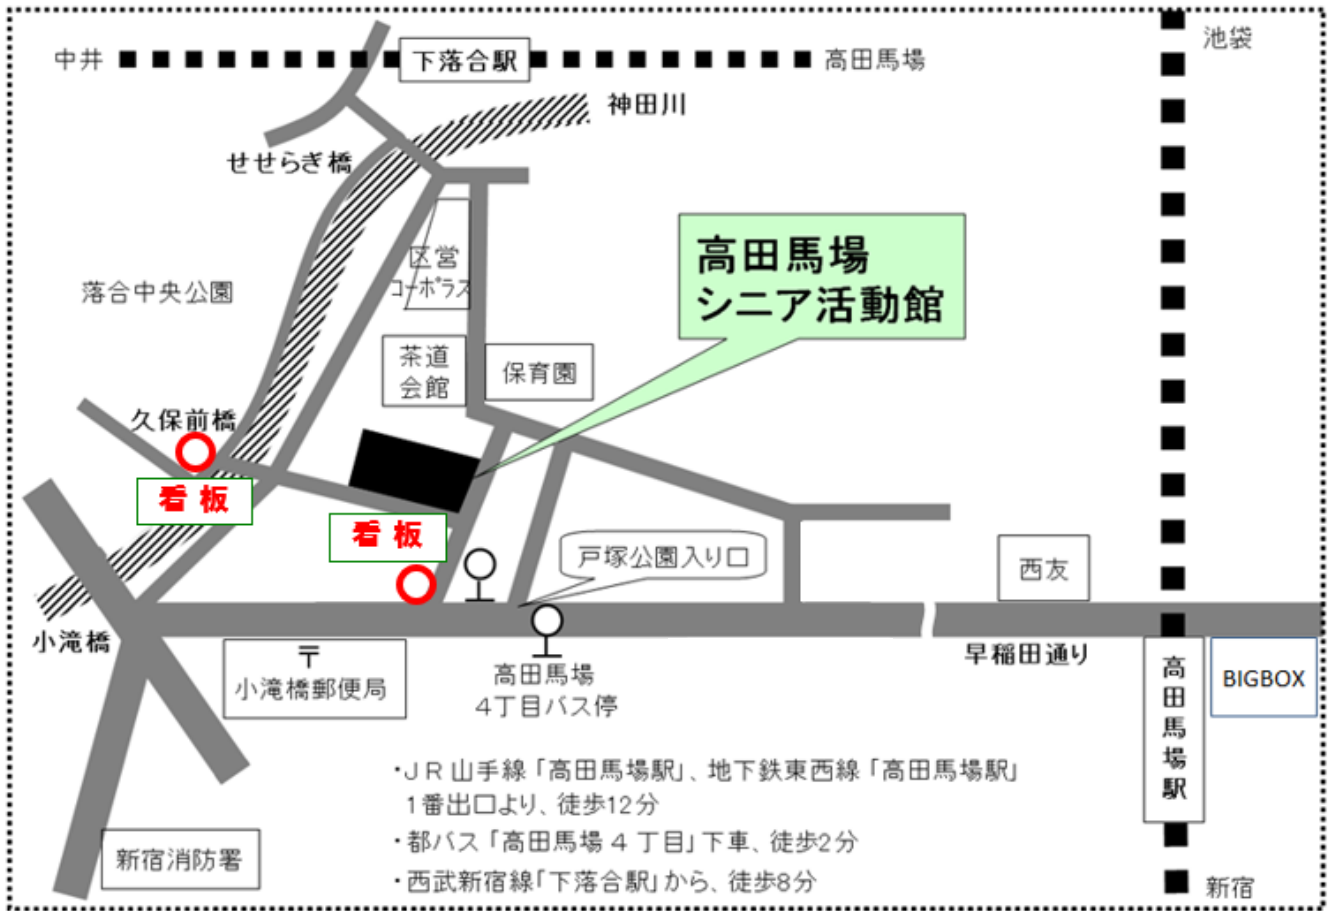 池袋
中井
下落合駅
高田馬場
神田川
せせらぎ橋
高田馬場
シニア活動館
区営
コーポラス
落合中央公園
茶道
会館
保育園
久保前橋
看板
看板
戸塚公園入り口
西友
小滝橋
早稲田通り
〒
小滝橋郵便局
高田馬場
4丁目バス停
高田馬場駅
BIGBOX
・JR山手線「高田馬場駅」、地下鉄東西線「高田馬場駅」
1番出口より、徒歩12分
・都バス「高田馬場4丁目」下車、徒歩2分
・西武新宿線「下落合駅」から、徒歩8分
新宿消防署
新宿